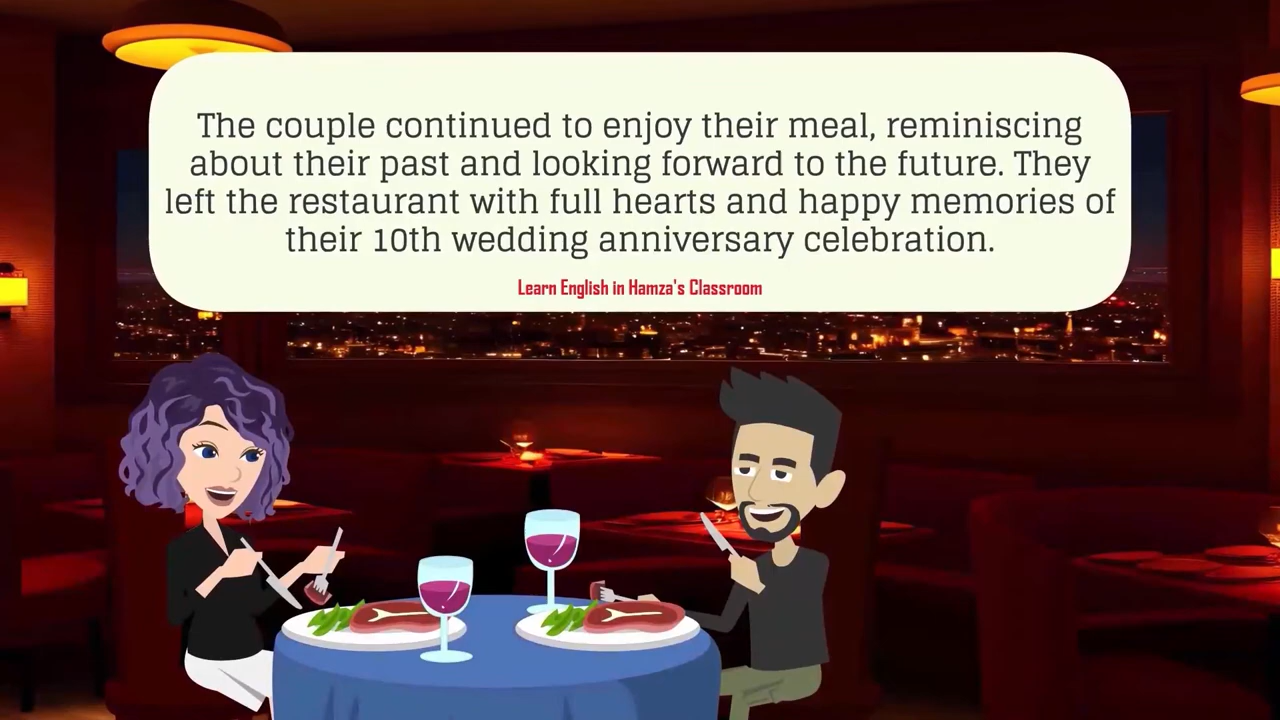 The couple continued to enjoy their meal, reminiscing
about their past and looking forward to the future. They
left the restaurant with full hearts and happy memories of
their 10th wedding anniversary celebration.
Learn English in Hamza's Classroom